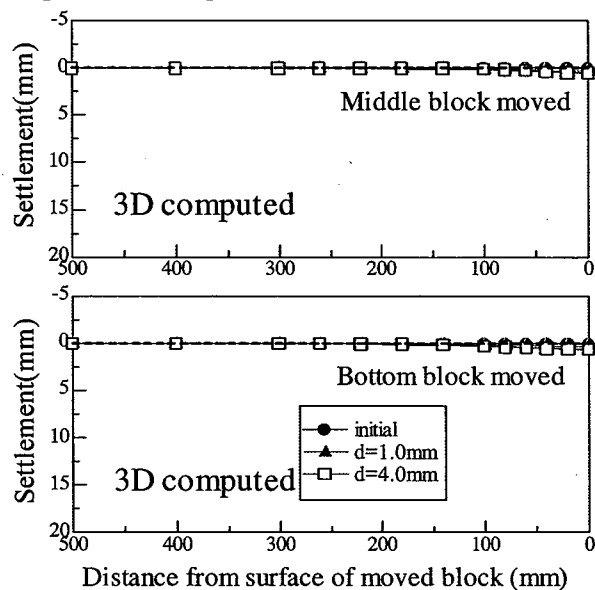 -5
0
5
10
15
20
Settlement(mm)
Middle block moved
3D computed
500 400 300 200 100 0
-5
0
5
10
15
20
Settlement(mm)
Bottom block moved
initial
d=1.0mm
d=4.0mm
3D computed
500 400 300 200 100 0
Distance from surface of moved block (mm)